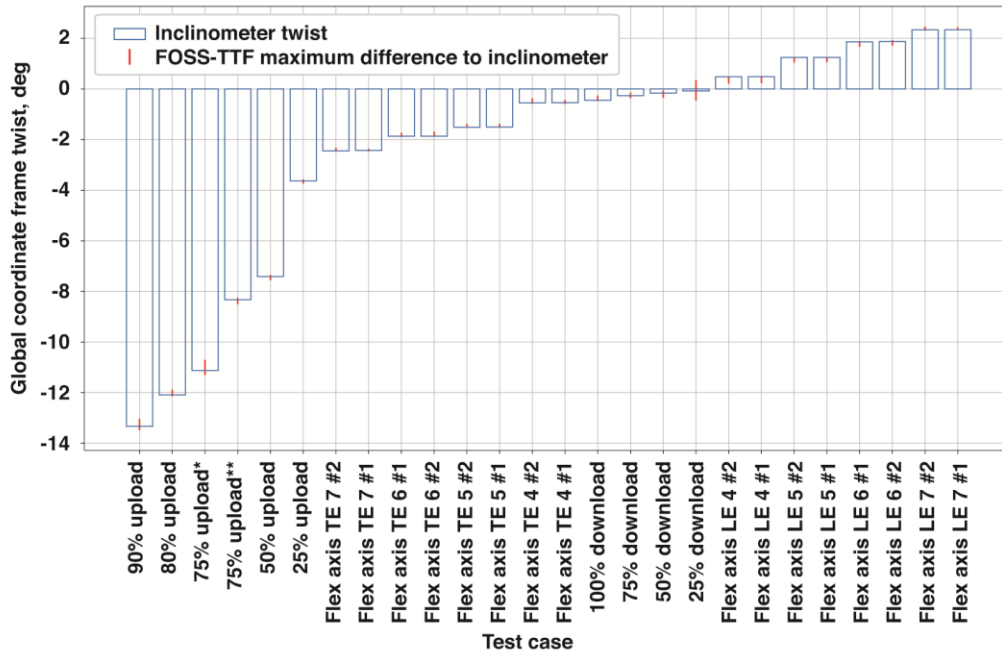 Inclinometer twist
FOSS-TTF maximum difference to inclinometer
Global coordinate frame twist, deg
2
0
-2
-4
-6
-8
-10
-12
-14
90% upload
80% upload
75% upload*
75% upload**
50% upload
25% upload
Flex axis TE 7 #2
Flex axis TE 7 #1
Flex axis TE 6 #1
Flex axis TE 6 #2
Flex axis TE 5 #2
Flex axis TE 5 #1
Flex axis TE 4 #2
Flex axis TE 4 #1
100% download
75% download
50% download
25% download
Flex axis LE 4 #2
Flex axis LE 4 #1
Flex axis LE 5 #2
Flex axis LE 5 #1
Flex axis LE 6 #1
Flex axis LE 6 #2
Flex axis LE 7 #2
Flex axis LE 7 #1
Test case